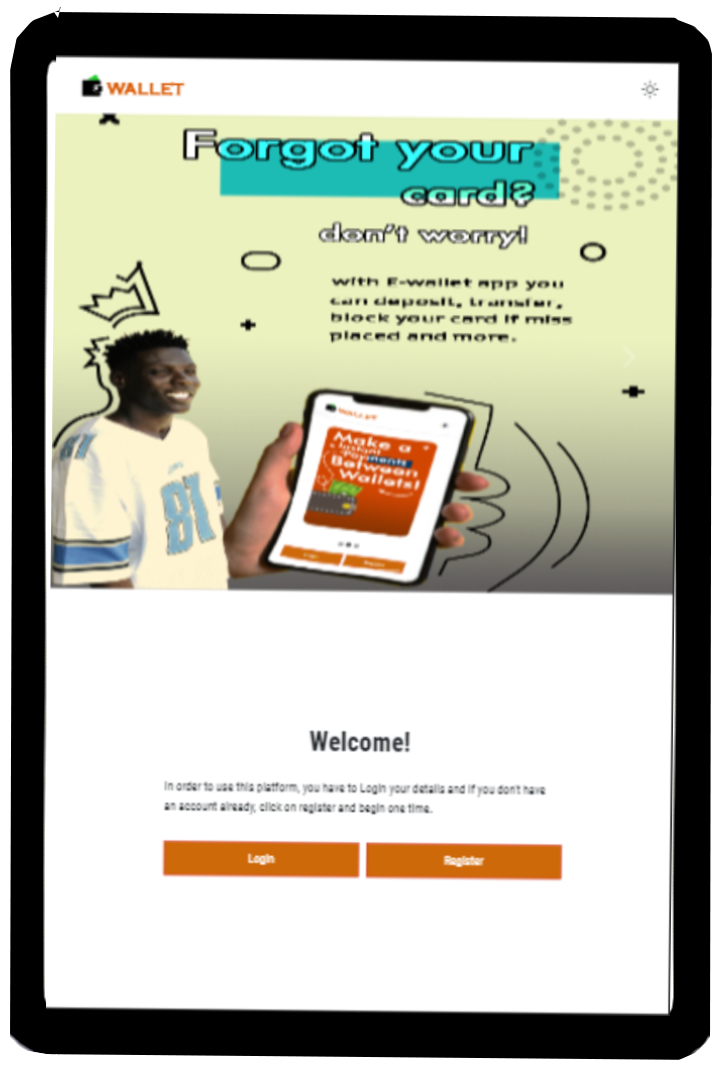 WALLET
Forgot your
card?
don't worry!
with E-wallet app you
can deposit, transfer,
block your card if miss
placed and more.
81
81
WALLET
Make a
Instant
Payments
Between
Wallets!
Login
Register
Welcome!
In order to use this platform, you have to Login your details and if you don't have
an account already, click on register and begin one time.
Login
Register